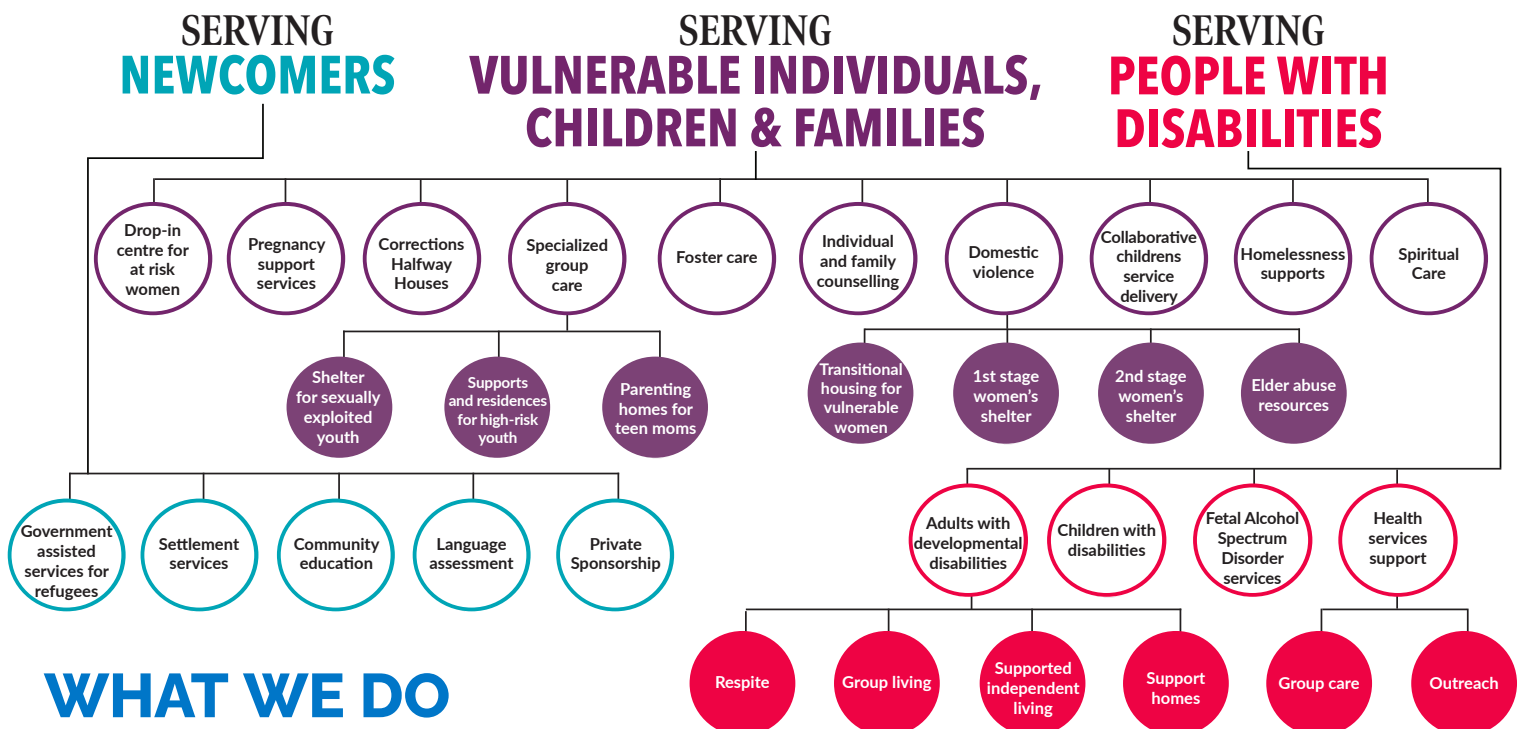 SERVING
NEWCOMERS
SERVING
VULNERABLE INDIVIDUALS,
CHILDREN & FAMILIES
SERVING
PEOPLE WITH
DISABILITIES
Drop-in
centre for
at risk
women
Pregnancy
support
services
Corrections
Halfway
Houses
Specialized
group
care
Foster care
Individual
and family
counselling
Domestic
violence
Collaborative
childrens
service
delivery
Homelessness
supports
Spiritual
Care
Shelter
for sexually
exploited
youth
Supports
and residences
for high-risk
youth
Parenting
homes for
teen moms
Transitional
housing for
vulnerable
women
1st stage
women's
shelter
2nd stage
women's
shelter
Elder abuse
resources
Government
assisted
services for
refugees
Settlement
services
Community
education
Language
assessment
Private
Sponsorship
Adults with
developmental
disabilities
Children with
disabilities
Fetal Alcohol
Spectrum
Disorder
services
Health
services
support
Respite
Group living
Supported
independent
living
Support
homes
Group care
Outreach
WHAT WE DO